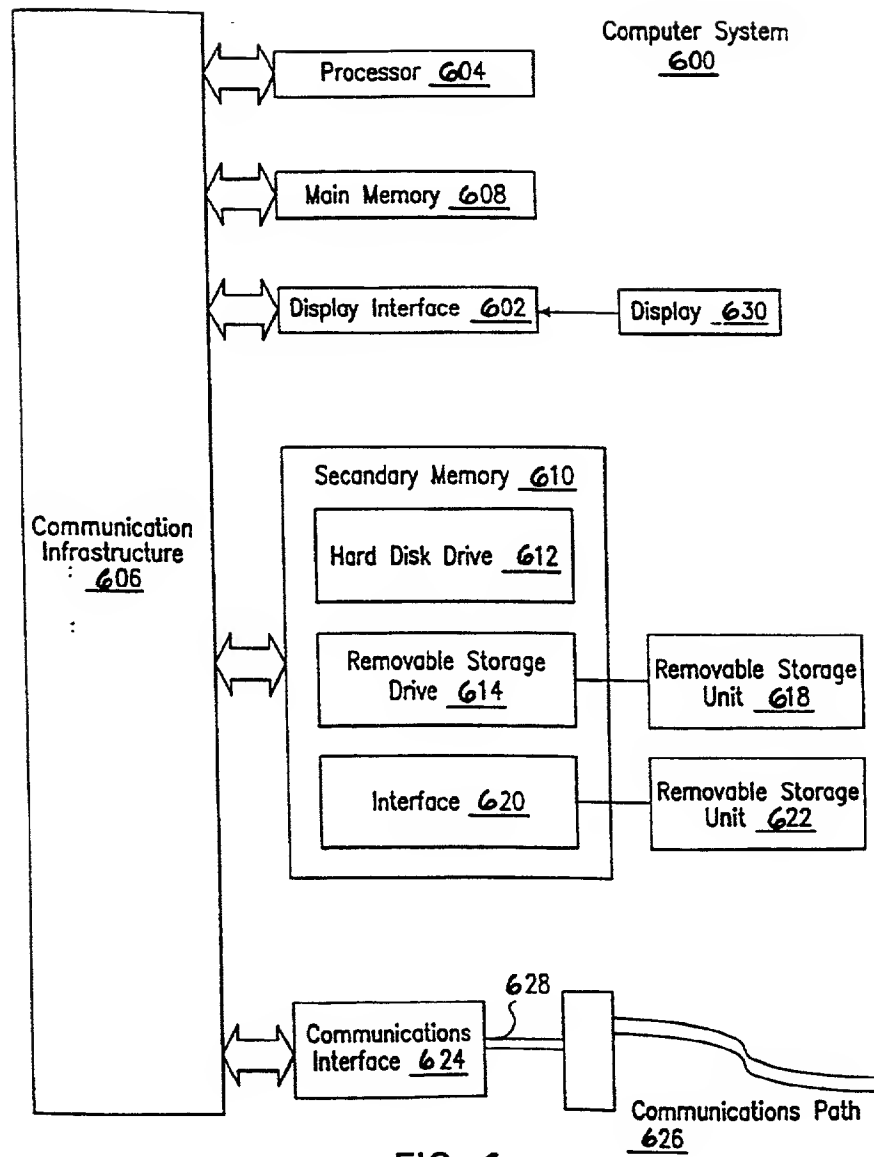 Computer System
600
Processor 604
Main Memory 608
Display Interface 602
Display 630
Secandary Memory 610
Hard Disk Drive 612
Communication
Infrastructure
606
Removable Storage
Drive 614
Removable Storage
Unit 618
Interface 620
Removable Storage
Unit 622
628
Communications
Interface 624
Communications Path
626